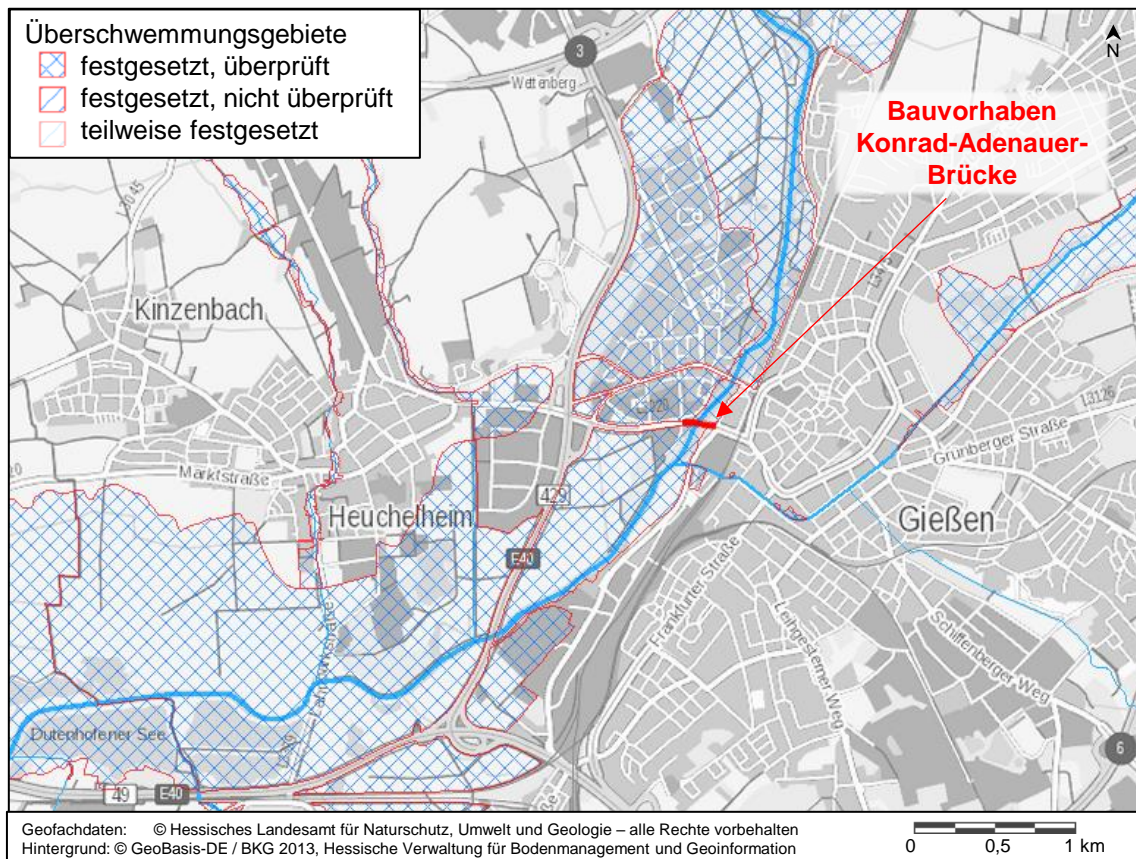 Überschwemmungsgebiete
festgesetzt, überprüft
festgesetzt, nicht überprüft
teilweise festgesetzt
3
Wettenberg
N
Bauvorhaben
Konrad-Adenauer-
Brücke
L3045
Kinzenbach
Marktstraße
Heuchelheim
429
E40
L3126
Grünberger Straße
Gießen
Frankfurter Straße
Leihgesterner Weg
Schiffenberger Weg
Dutenhofener See
49
E40
6
Geofachdaten: © Hessisches Landesamt für Naturschutz, Umwelt und Geologie – alle Rechte vorbehalten
Hintergrund: © GeoBasis-DE / BKG 2013, Hessische Verwaltung für Bodenmanagement und Geoinformation
0 0,5 1 km